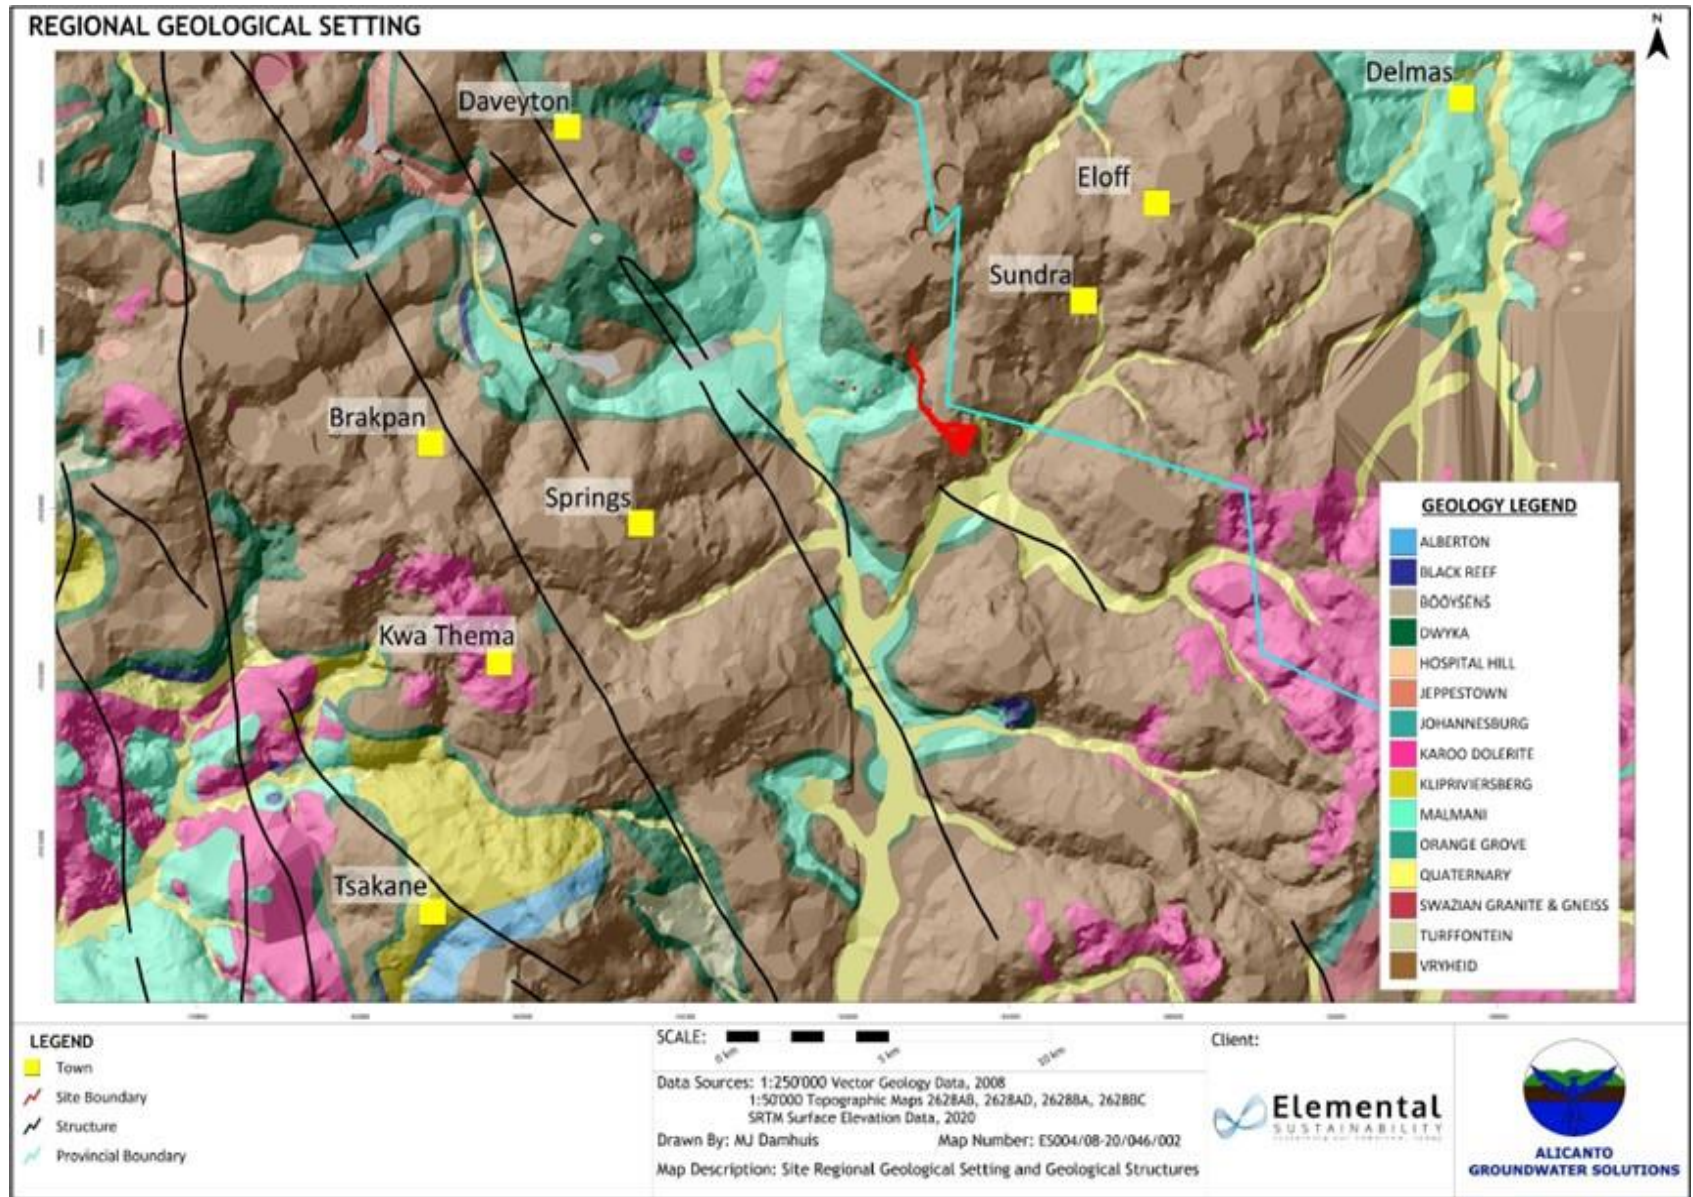 REGIONAL GEOLOGICAL SETTING
N
Delmas
Daveyton
Eloff
Sundra
Brakpan
Springs
Kwa Thema
Tsakane
GEOLOGY LEGEND
ALBERTON
BLACK REEF
BOOYSENS
DWYKA
HOSPITAL HILL
JEPPESTOWN
JOHANNESBURG
KAROO DOLERITE
KLIPRIVIERSBERG
MALMANI
ORANGE GROVE
QUATERNARY
SWAZIAN GRANITE & GNEISS
TURFFONTEIN
VRYHEID
LEGEND
Town
Site Boundary
Structure
Provincial Boundary
SCALE:
0 km 5 km 10 km
Data Sources: 1:250'000 Vector Geology Data, 2008
1:50'000 Topographic Maps 2628AB, 2628AD, 2628BA, 2628BC
SRTM Surface Elevation Data, 2020
Drawn By: MJ Damhuis Map Number: ES004/08-20/046/002
Map Description: Site Regional Geological Setting and Geological Structures
Client:
Elemental
SUSTAINABILITY
ALICANTO
GROUNDWATER SOLUTIONS